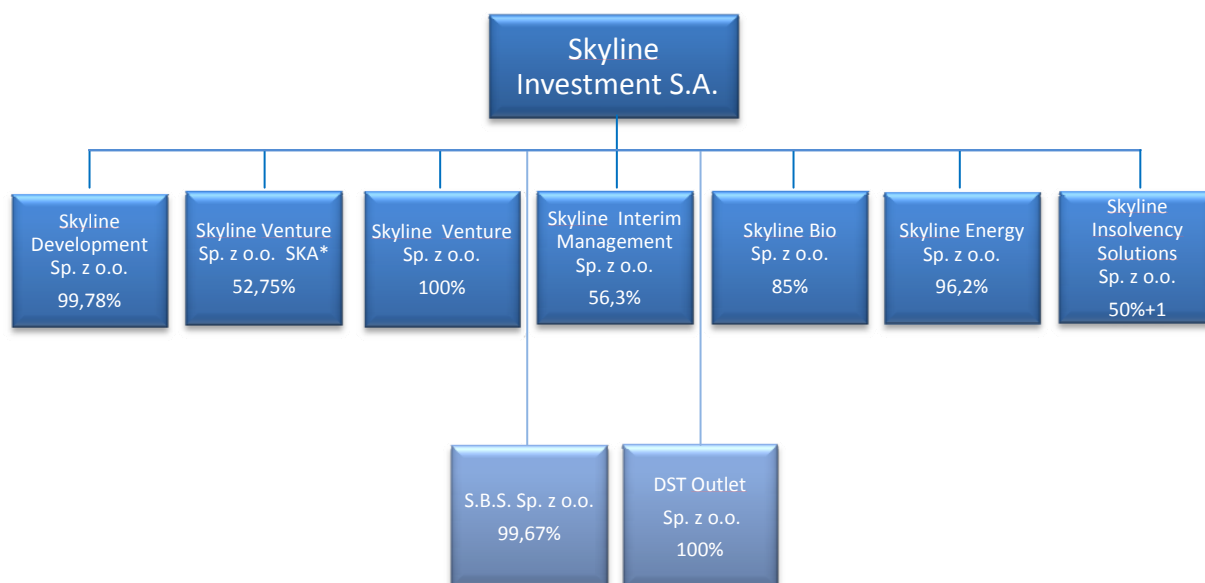 Skyline
Investment S.A.
Skyline
Development
Sp. z o.o.
99,78%
Skyline Venture
Sp. z o.o. SKA*
52,75%
Skyline Venture
Sp. z o.o.
100%
Skyline Interim
Management
Sp. z o.o.
56,3%
Skyline Bio
Sp. z o.o.
85%
Skyline Energy
Sp. z o.o.
96,2%
Skyline
Insolvency
Solutions
Sp. z o.o.
50%+1
S.B.S. Sp. z o.o.
99,67%
DST Outlet
Sp. z o.o.
100%